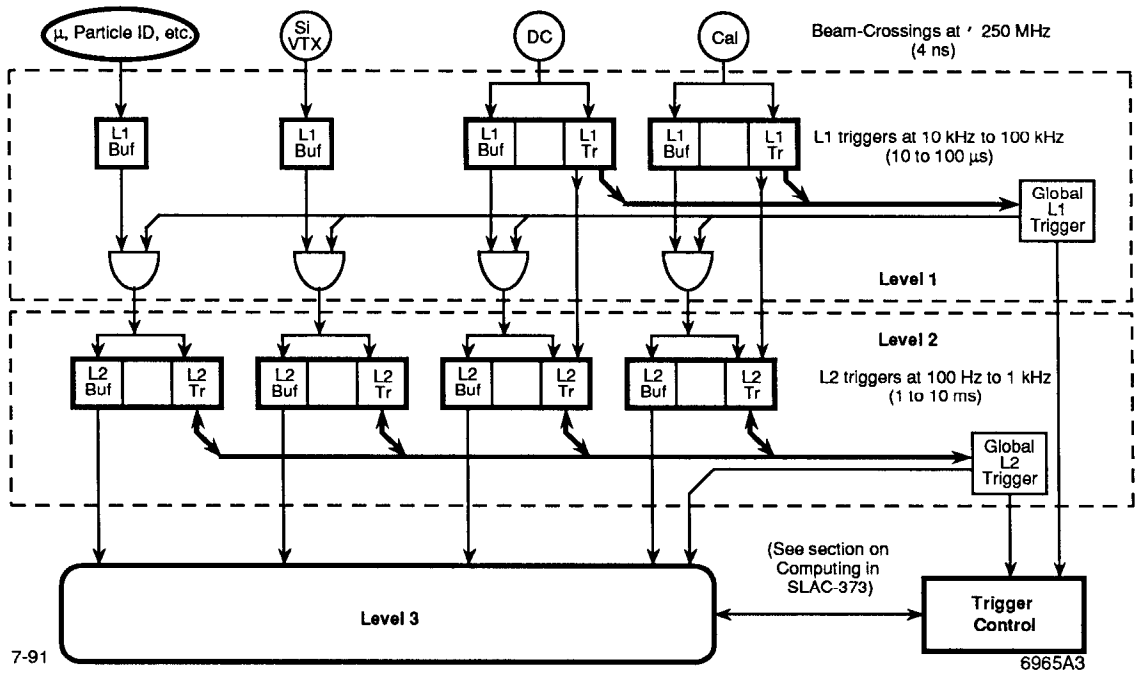 μ, Particle ID, etc.
Si
VTX
DC
Cal
Beam-Crossings at ' 250 MHz
(4 ns)
L1
Buf
L1
Buf
L1
Buf
L1
Tr
L1
Buf
L1
Tr
L1 triggers at 10 kHz to 100 kHz
(10 to 100 μs)
Global
L1
Trigger
Level 1
Level 2
L2
Buf
L2
Tr
L2
Buf
L2
Tr
L2
Buf
L2
Tr
L2
Buf
L2
Tr
L2 triggers at 100 Hz to 1 kHz
(1 to 10 ms)
Global
L2
Trigger
(See section on
Computing in
SLAC-373)
Level 3
Trigger
Control
7-91
6965A3